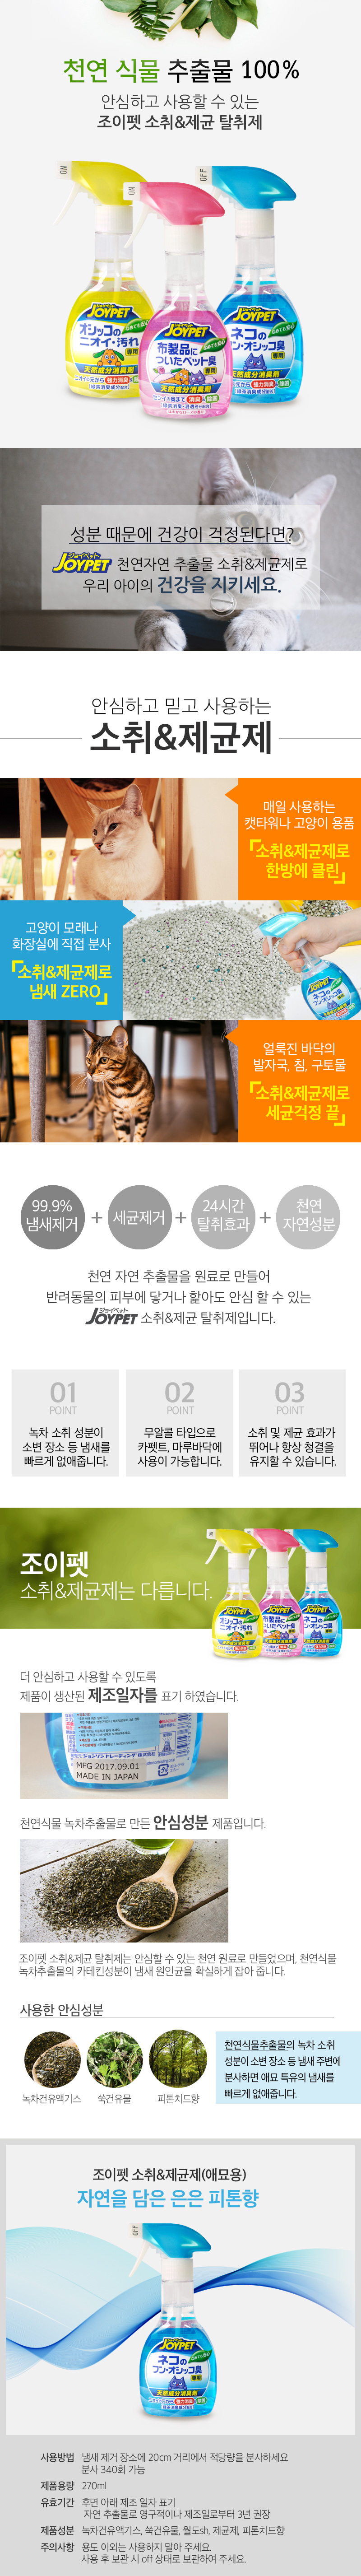 천연 식물 추출물 100%
안심하고 사용할 수 있는
조이펫 소취&제균 탈취제
ON
ON
OFF
JOYPET
オシッコの
ニオイ・汚れ
専用
天然成分消臭剤
JOYPET
布製品に
ついたペット臭
専用
天然成分消臭剤
JOYPET
ネコの
フン・オシッコ臭
専用
天然成分消臭剤
성분 때문에 건강이 걱정된다면?
ジョイペット
JOYPET 천연자연 추출물 소취&제균제로
우리 아이의 건강을 지키세요.
안심하고 믿고 사용하는
소취&제균제
매일 사용하는
캣타워나 고양이 용품
「소취&제균제로
한방에 클린」
고양이 모래나
화장실에 직접 분사
「소취&제균제로
냄새 ZERO」
얼룩진 바닥의
발자국, 침, 구토물
「소취&제균제로
세균걱정 끝」
99.9%
냄새제거
+
세균제거
+
24시간
탈취효과
+
천연
자연성분
천연 자연 추출물을 원료로 만들어
반려동물의 피부에 닿거나 핥아도 안심 할 수 있는
ジョイペット
JOYPET 소취&제균 탈취제입니다.
01
POINT
녹차 소취 성분이
소변 장소 등 냄새를
빠르게 없애줍니다.
02
POINT
무알콜 타입으로
카펫트, 마루바닥에
사용이 가능합니다.
03
POINT
소취 및 제균 효과가
뛰어나 항상 청결을
유지할 수 있습니다.
조이펫
소취&제균제는 다릅니다.
더 안심하고 사용할 수 있도록
제품이 생산된 제조일자를 표기 하였습니다.
MFG 2017.09.01
MADE IN JAPAN
천연식물 녹차추출물로 만든 안심성분 제품입니다.
조이펫 소취&제균 탈취제는 안심할 수 있는 천연 원료로 만들었으며, 천연식물
녹차추출물의 카테킨성분이 냄새 원인균을 확실하게 잡아 줍니다.
사용한 안심성분
녹차건유액기스
쑥건유물
피톤치드향
천연식물추출물의 녹차 소취
성분이 소변 장소 등 냄새 주변에
분사하면 애묘 특유의 냄새를
빠르게 없애줍니다.
조이펫 소취&제균제(애묘용)
자연을 담은 은은 피톤향
OFF
JOYPET
ネコの
フン・オシッコ臭
専用
天然成分消臭剤
사용방법 냄새 제거 장소에 20cm 거리에서 적당량을 분사하세요
분사 340회 가능
제품용량 270ml
유효기간 후면 아래 제조 일자 표기
자연 추출물로 영구적이나 제조일로부터 3년 권장
제품성분 녹차건유액기스, 쑥건유물, 월도sh, 제균제, 피톤치드향
주의사항 용도 이외는 사용하지 말아 주세요.
사용 후 보관 시 off 상태로 보관하여 주세요.